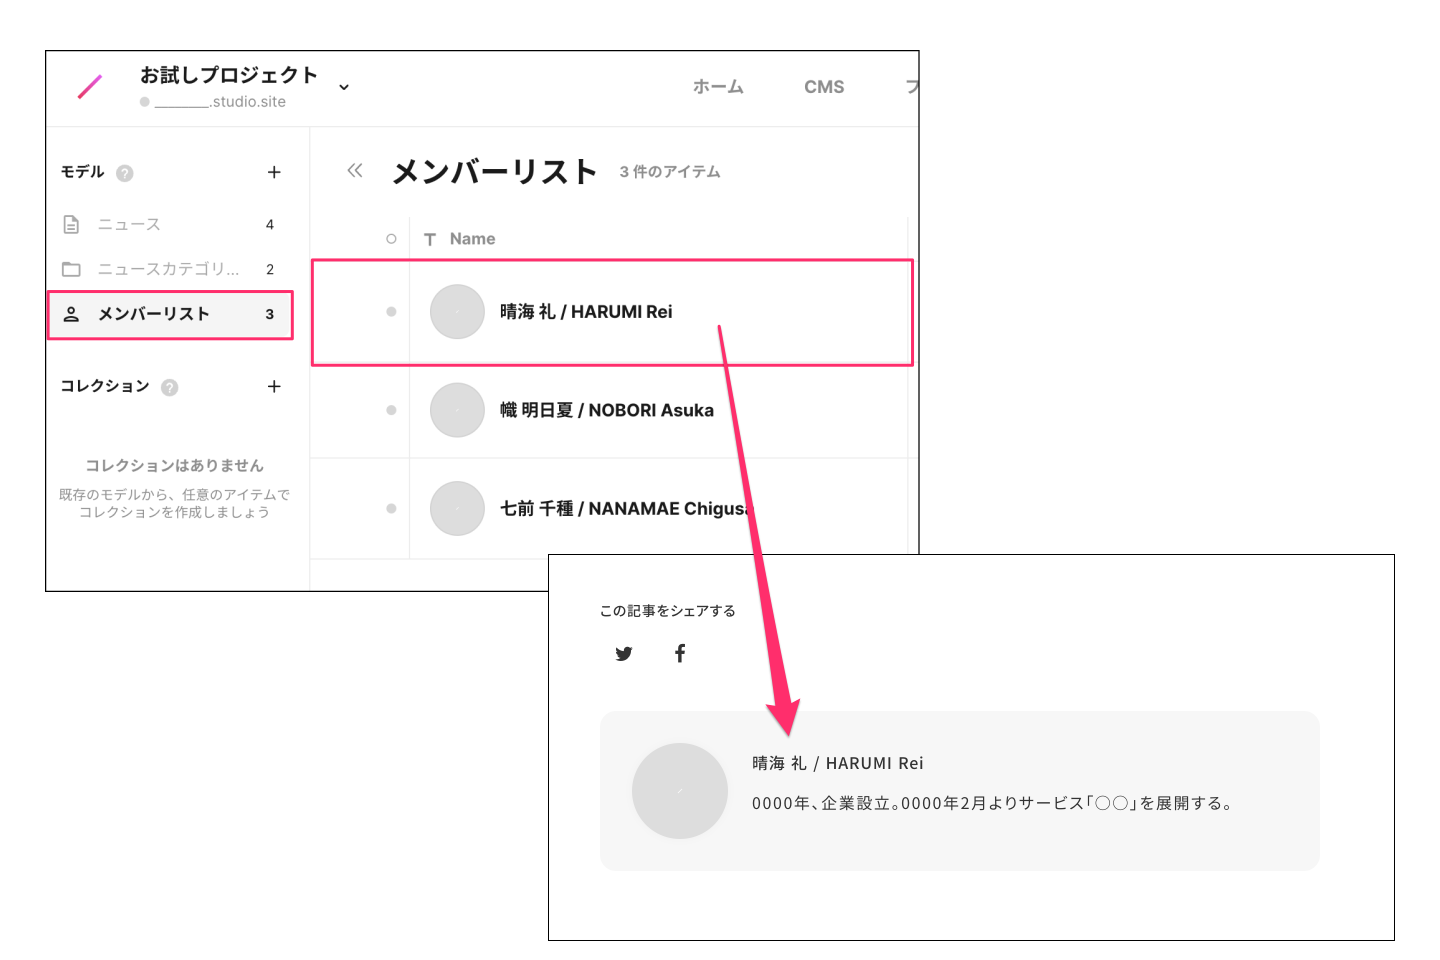 お試しプロジェクト
________.studio.site
ホーム
CMS
モデル ?
ニュース 4
ニュースカテゴリ... 2
メンバーリスト 3
コレクション ?
コレクションはありません
既存のモデルから、任意のアイテムで
コレクションを作成しましょう
メンバーリスト 3 件のアイテム
Name
晴海 礼 / HARUMI Rei
幟 明日夏 / NOBORI Asuka
七前 千種 / NANAMAE Chigusa
この記事をシェアする
晴海 礼 / HARUMI Rei
0000年、企業設立。0000年2月よりサービス「〇〇」を展開する。